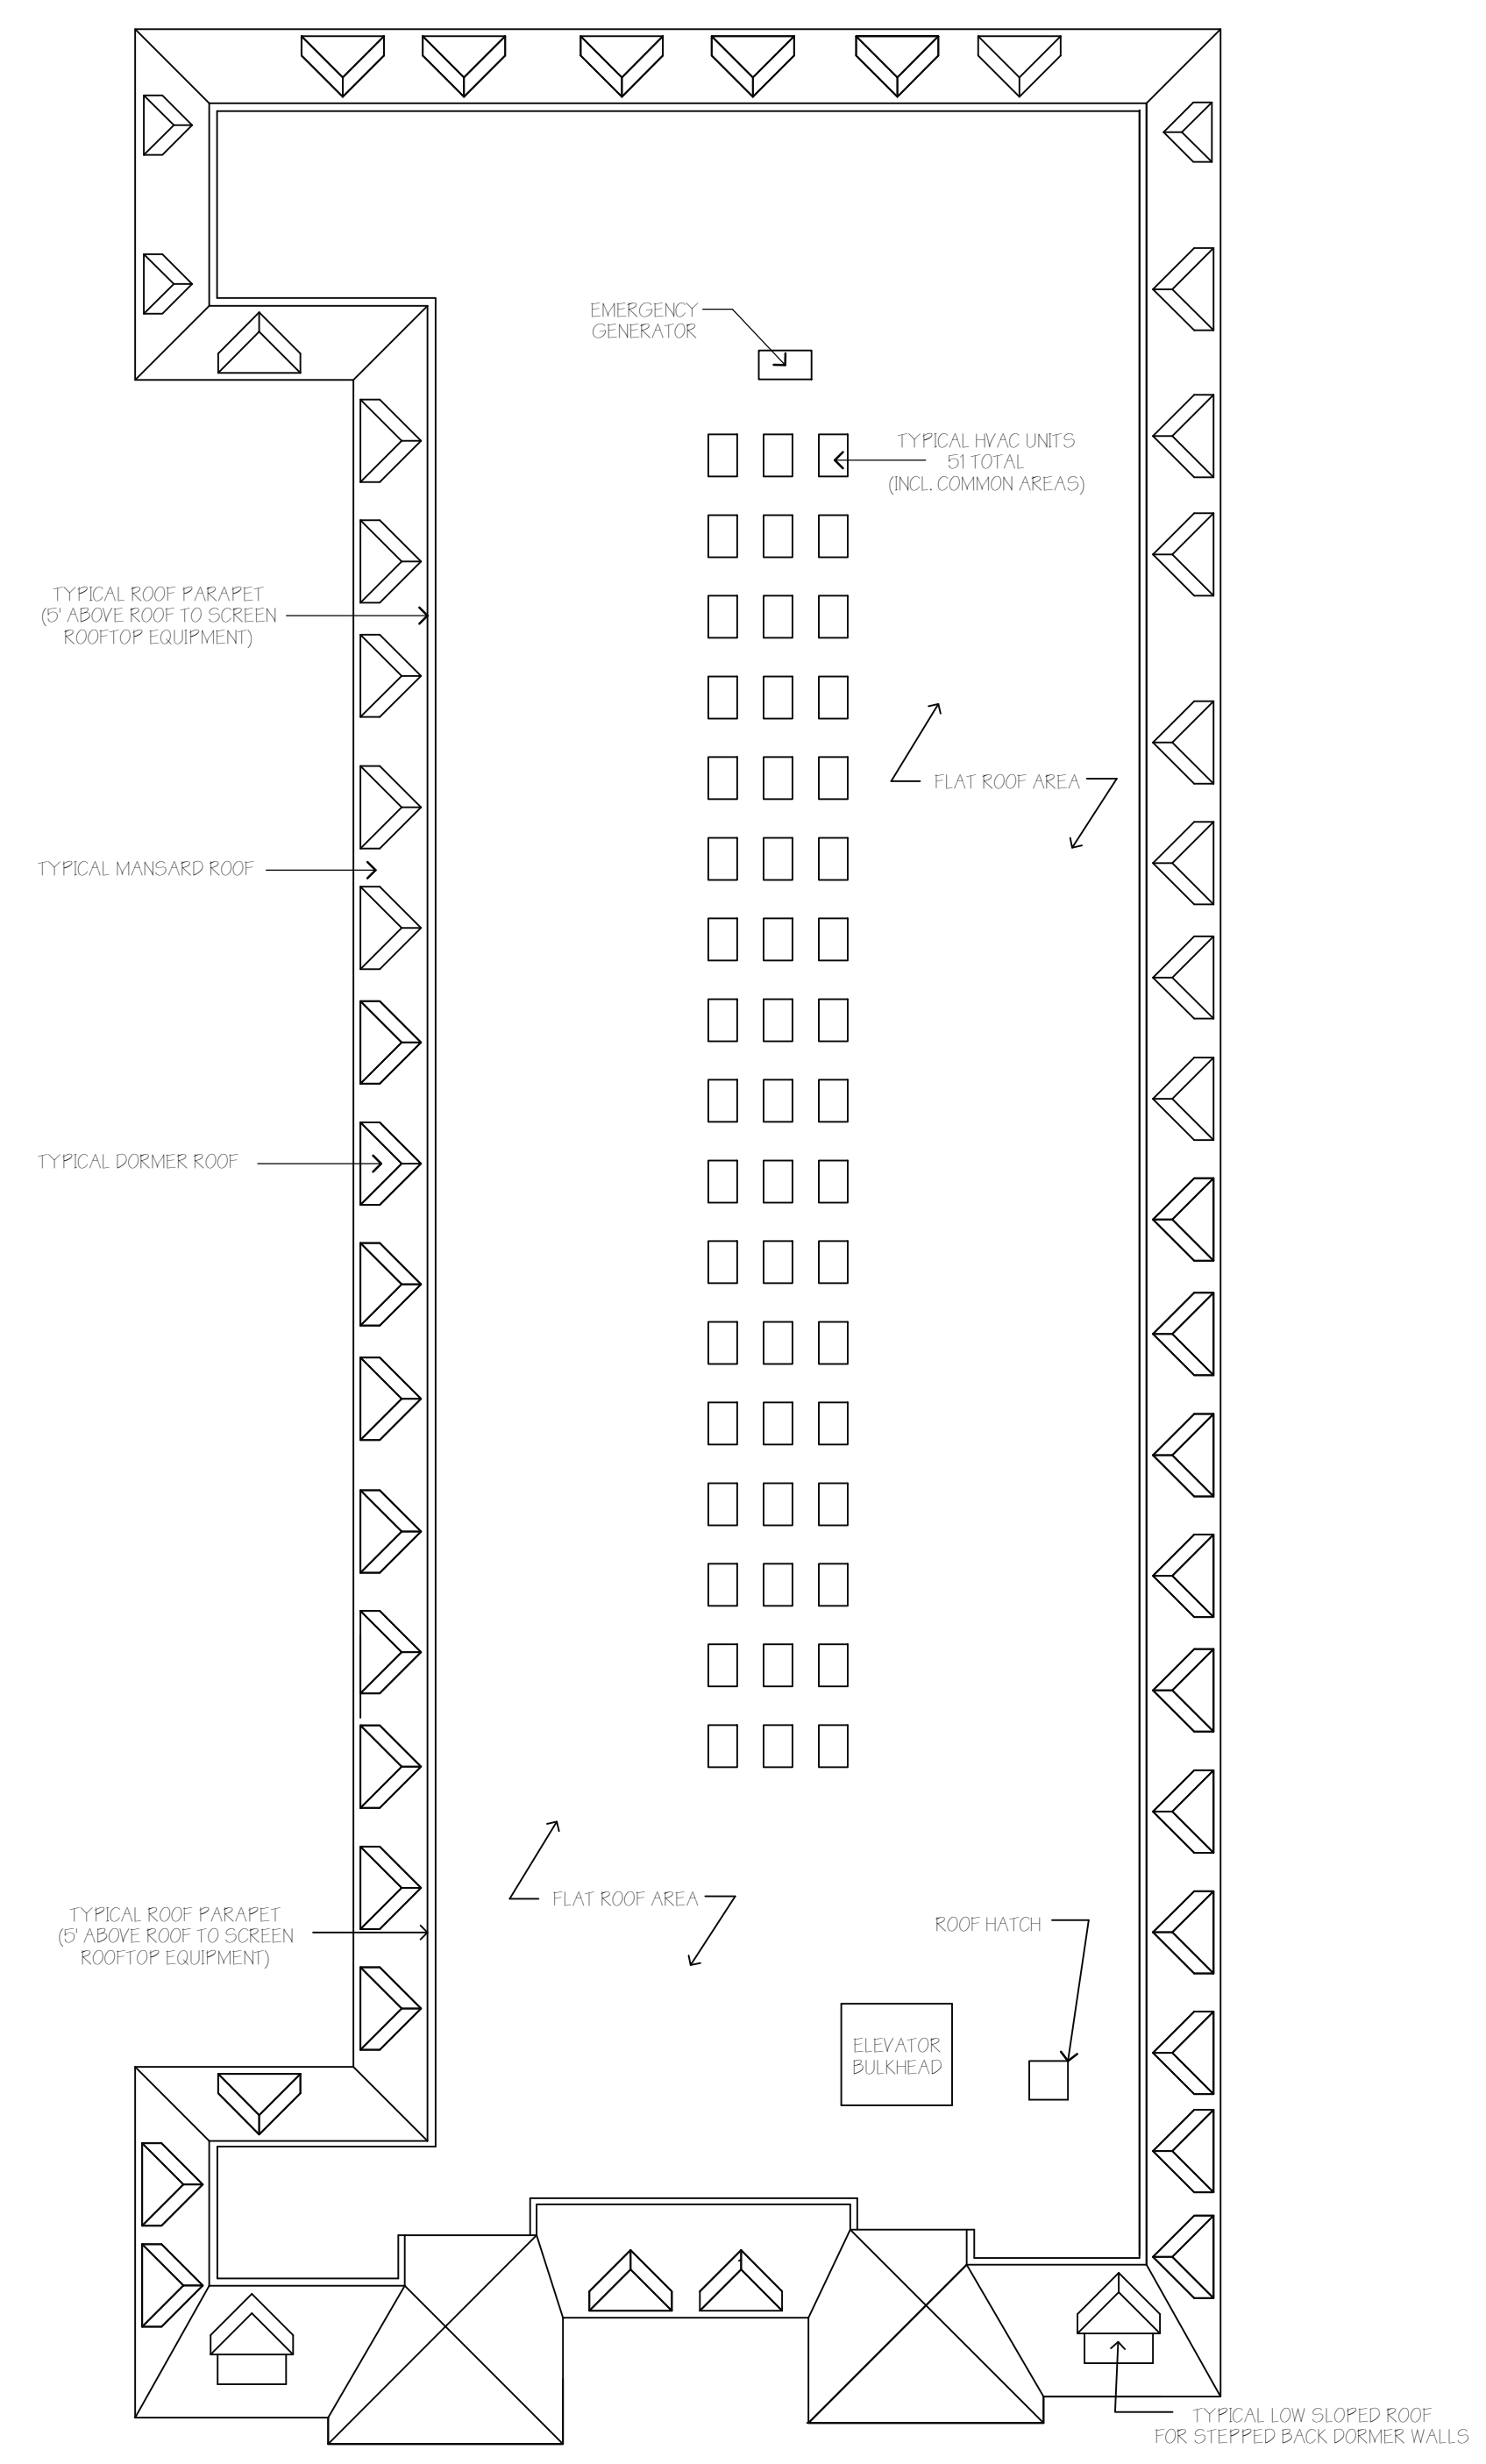 EMERGENCY
GENERATOR
TYPICAL HVAC UNITS
51 TOTAL
(INCL. COMMON AREAS)
TYPICAL ROOF PARAPET
(5' ABOVE ROOF TO SCREEN
ROOFTOP EQUIPMENT)
FLAT ROOF AREA
TYPICAL MANSARD ROOF
TYPICAL DORMER ROOF
FLAT ROOF AREA
TYPICAL ROOF PARAPET
(5' ABOVE ROOF TO SCREEN
ROOFTOP EQUIPMENT)
ROOF HATCH
ELEVATOR
BULKHEAD
TYPICAL LOW SLOPED ROOF
FOR STEPPED BACK DORMER WALLS